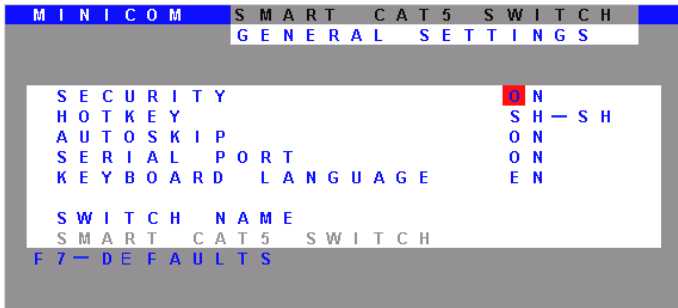 MINICOM SMART CAT5 SWITCH
GENERAL SETTINGS
SECURITY ON
HOTKEY SH—SH
AUTOSKIP ON
SERIAL PORT ON
KEYBOARD LANGUAGE EN
SWITCH NAME
SMART CAT5 SWITCH
F7—DEFAULTS